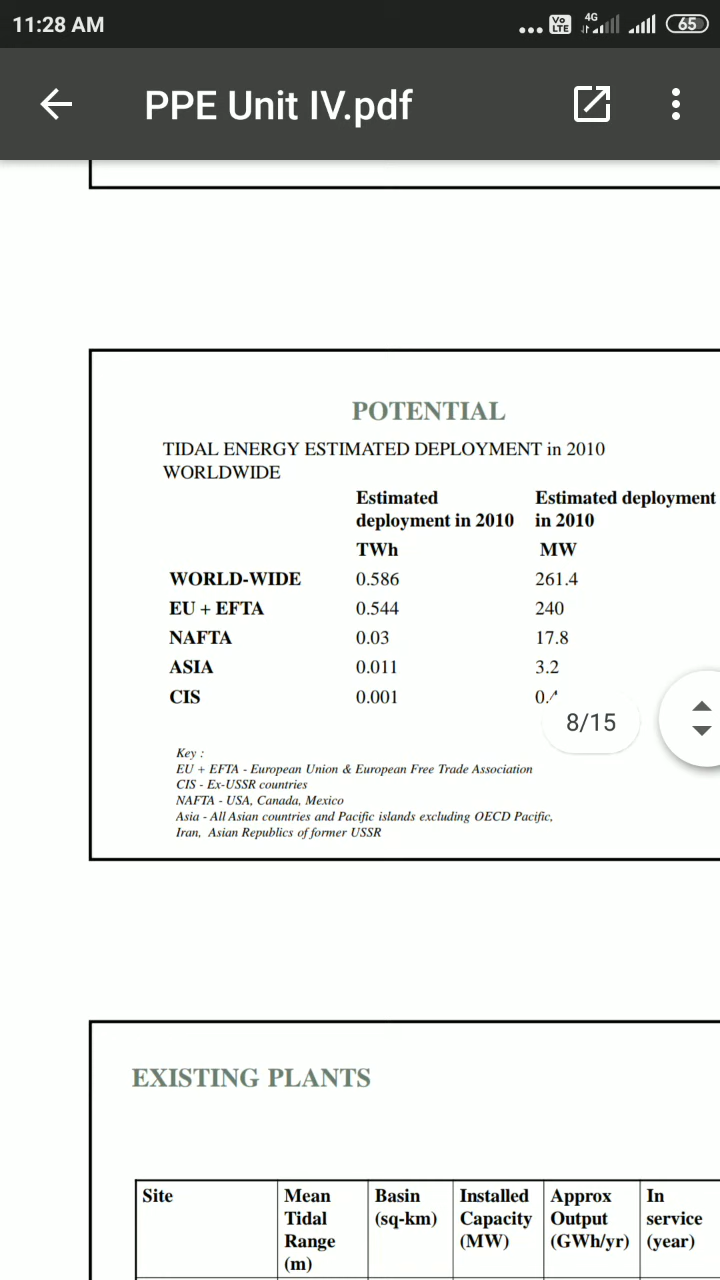 11:28 AM
Vo LTE 4G 65
PPE Unit IV.pdf
POTENTIAL
TIDAL ENERGY ESTIMATED DEPLOYMENT in 2010
WORLDWIDE
Estimated deployment in 2010 Estimated deployment in 2010
TWh MW
WORLD-WIDE 0.586 261.4
EU + EFTA 0.544 240
NAFTA 0.03 17.8
ASIA 0.011 3.2
CIS 0.001
8/15
Key :
EU + EFTA - European Union & European Free Trade Association
CIS - Ex-USSR countries
NAFTA - USA, Canada, Mexico
Asia - All Asian countries and Pacific islands excluding OECD Pacific,
Iran, Asian Republics of former USSR
EXISTING PLANTS
Site Mean Tidal Range (m) Basin (sq-km) Installed Capacity (MW) Approx Output (GWh/yr) In service (year)